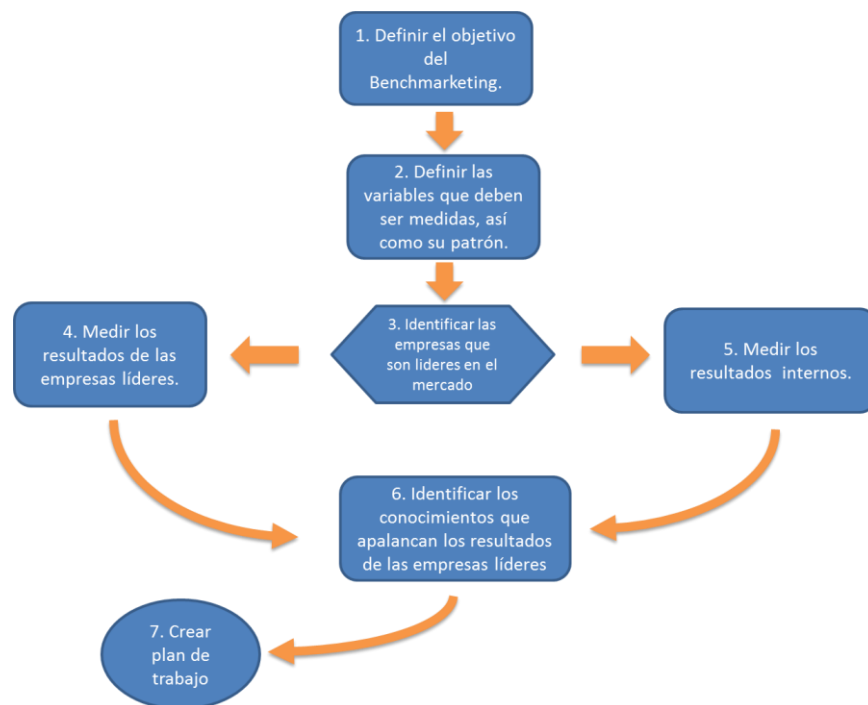 1. Definir el objetivo
del
Benchmarketing.
2. Definir las
variables que deben
ser medidas, así
como su patrón.
3. Identificar las
empresas que
son lideres en el
mercado
4. Medir los
resultados de las
empresas líderes.
5. Medir los
resultados internos.
6. Identificar los
conocimientos que
apalancan los resultados
de las empresas líderes
7. Crear
plan de
trabajo